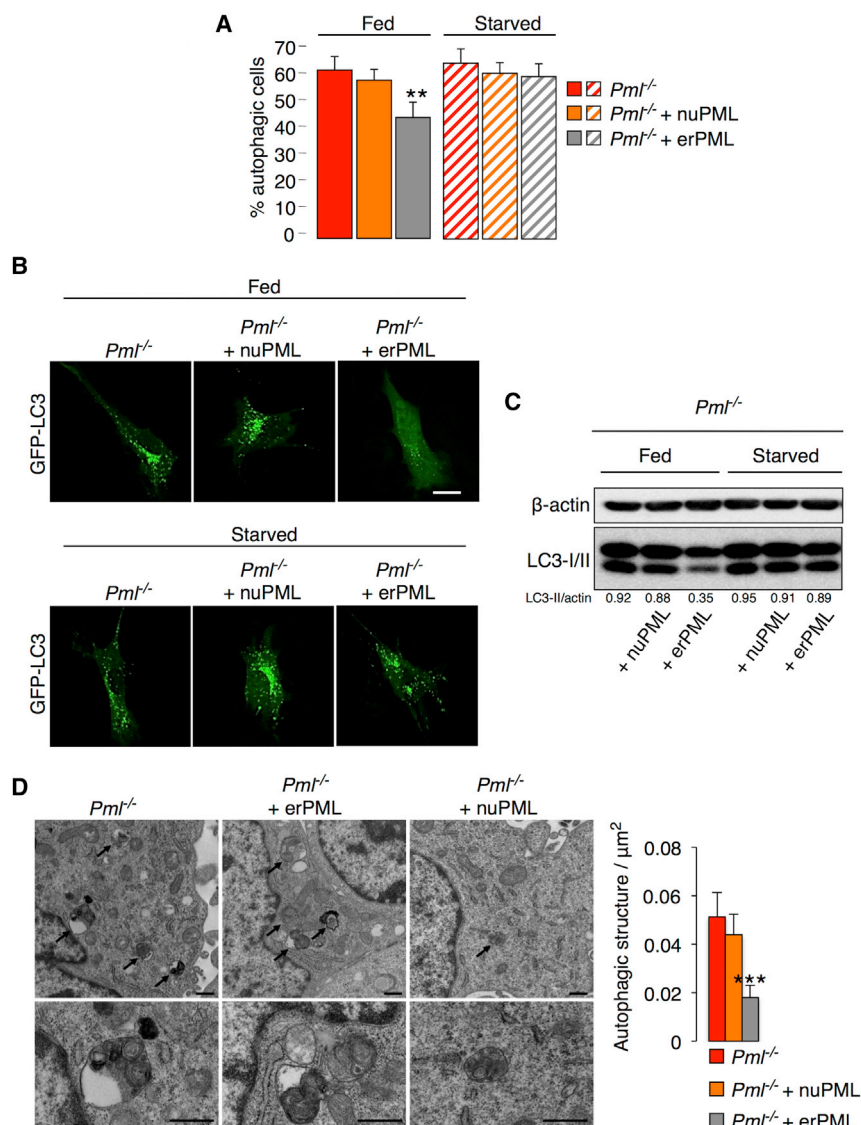 A
Fed
Starved
% autophagic cells
70
60
50
40
30
20
10
0
**
Pml-/-
Pml-/- + nuPML
Pml-/- + erPML
B
Fed
Pml-/-
Pml-/-
+ nuPML
Pml-/-
+ erPML
GFP-LC3
Starved
Pml-/-
Pml-/-
+ nuPML
Pml-/-
+ erPML
GFP-LC3
C
Pml-/-
Fed
Starved
β-actin
LC3-I/II
LC3-II/actin 0.92 0.88 0.35 0.95 0.91 0.89
+ nuPML
+ erPML
+ nuPML
+ erPML
D
Pml-/-
Pml-/-
+ erPML
Pml-/-
+ nuPML
Autophagic structure / µm²
0.08
0.06
0.04
0.02
0
***
Pml-/-
Pml-/- + nuPML
Pml-/- + erPML